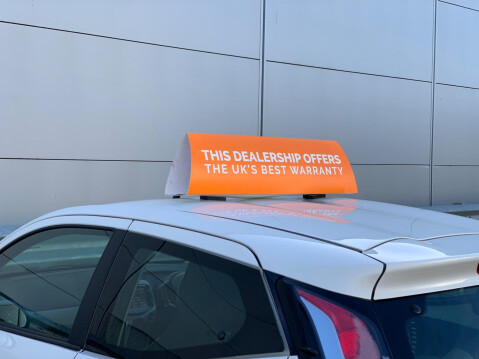 THIS DEALERSHIP OFFERS
THE UK'S BEST WARRANTY